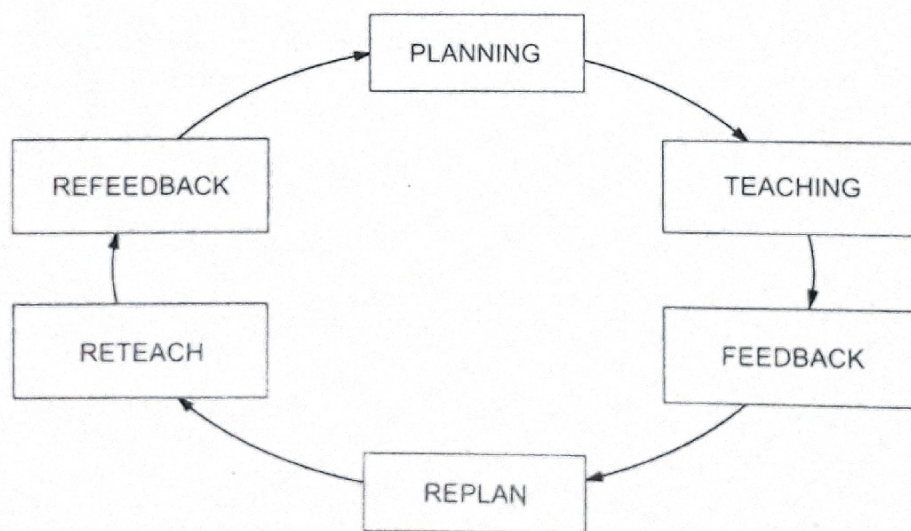 PLANNING
TEACHING
FEEDBACK
REPLAN
RETEACH
REFEEDBACK